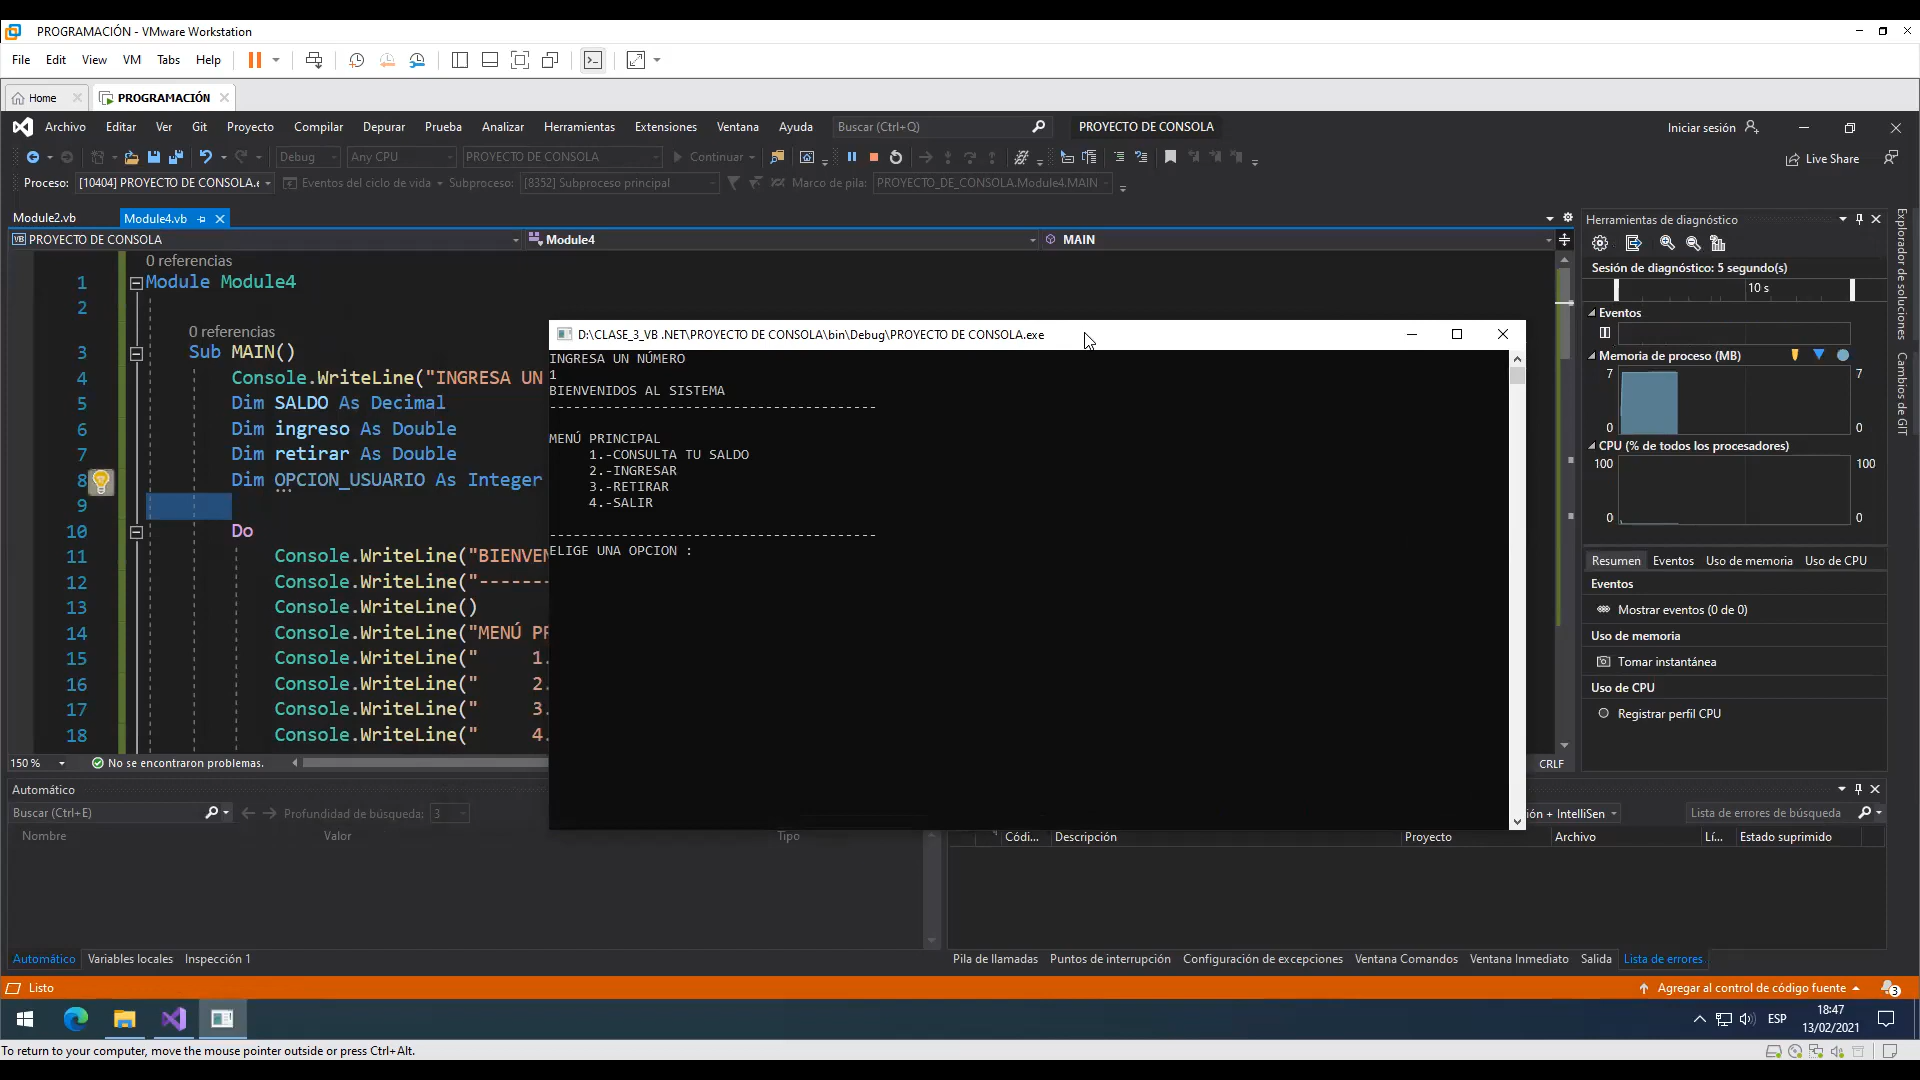 PROGRAMACIÓN - VMware Workstation
File Edit View VM Tabs Help
Home PROGRAMACIÓN
Archivo Editar Ver Git Proyecto Compilar Depurar Prueba Analizar Herramientas Extensiones Ventana Ayuda Buscar (Ctrl+Q) PROYECTO DE CONSOLA Iniciar sesión
Debug Any CPU PROYECTO DE CONSOLA Continuar Live Share
Proceso: [10404] PROYECTO DE CONSOLA.e Eventos del ciclo de vida Subproceso: [8352] Subproceso principal Marco de pila: PROYECTO_DE_CONSOLA.Module4.MAIN
Module2.vb Module4.vb
PROYECTO DE CONSOLA Module4 MAIN
0 referencias
1 Module Module4
2
0 referencias
3 Sub MAIN()
4 Console.WriteLine("INGRESA UN
5 Dim SALDO As Decimal
6 Dim ingreso As Double
7 Dim retirar As Double
8 Dim OPCION_USUARIO As Integer
9
10 Do
11 Console.WriteLine("BIENVEN
12 Console.WriteLine("-------
13 Console.WriteLine()
14 Console.WriteLine("MENÚ PR
15 Console.WriteLine(" 1.
16 Console.WriteLine(" 2.
17 Console.WriteLine(" 3.
18 Console.WriteLine(" 4.
150 % No se encontraron problemas. CRLF
D:\CLASE_3_VB .NET\PROYECTO DE CONSOLA\bin\Debug\PROYECTO DE CONSOLA.exe
INGRESA UN NÚMERO
1
BIENVENIDOS AL SISTEMA
-----------------------------------------
MENÚ PRINCIPAL
1.-CONSULTA TU SALDO
2.-INGRESAR
3.-RETIRAR
4.-SALIR
-----------------------------------------
ELIGE UNA OPCION :
Herramientas de diagnóstico
Sesión de diagnóstico: 5 segundo(s)
10 s
Eventos
Memoria de proceso (MB)
7 7
0 0
CPU (% de todos los procesadores)
100 100
0 0
Resumen Eventos Uso de memoria Uso de CPU
Eventos
Mostrar eventos (0 de 0)
Uso de memoria
Tomar instantánea
Uso de CPU
Registrar perfil CPU
Explorador de soluciones
Cambios de GIT
Automático
Buscar (Ctrl+E) Profundidad de búsqueda: 3
Nombre Valor Tipo
ión + IntelliSen Lista de errores de búsqueda
Códi... Descripción Proyecto Archivo Lí... Estado suprimido
Automático Variables locales Inspección 1
Pila de llamadas Puntos de interrupción Configuración de excepciones Ventana Comandos Ventana Inmediato Salida Lista de errores
Listo Agregar al control de código fuente 3
ESP 18:47
13/02/2021
To return to your computer, move the mouse pointer outside or press Ctrl+Alt.